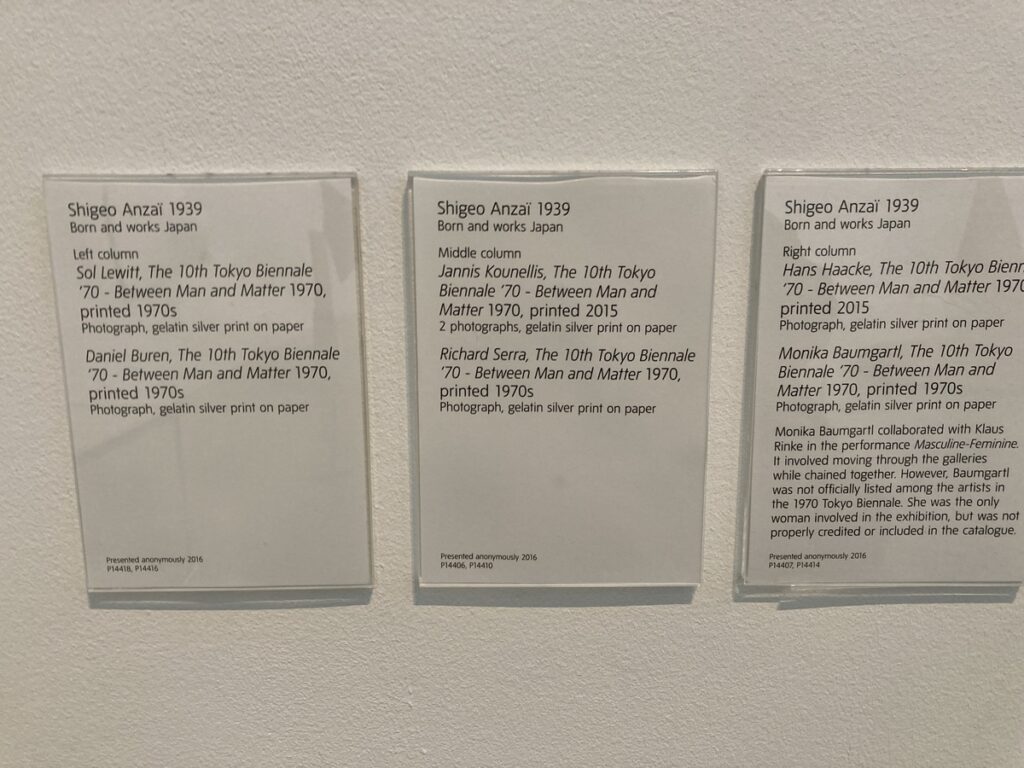 Shigeo Anzaï 1939
Born and works Japan
Left column
Sol Lewitt, The 10th Tokyo Biennale
'70 - Between Man and Matter 1970,
printed 1970s
Photograph, gelatin silver print on paper
Daniel Buren, The 10th Tokyo Biennale
'70 - Between Man and Matter 1970,
printed 1970s
Photograph, gelatin silver print on paper
Presented anonymously 2016
P14418, P14416
Shigeo Anzaï 1939
Born and works Japan
Middle column
Jannis Kounellis, The 10th Tokyo
Biennale '70 - Between Man and
Matter 1970, printed 2015
2 photographs, gelatin silver print on paper
Richard Serra, The 10th Tokyo Biennale
'70 - Between Man and Matter 1970,
printed 1970s
Photograph, gelatin silver print on paper
Presented anonymously 2016
P14406, P14410
Shigeo Anzaï 1939
Born and works Japan
Right column
Hans Haacke, The 10th Tokyo
'70 - Between Man and Matter 1970
printed 2015
Photograph, gelatin silver print on paper
Monika Baumgartl, The 10th Tokyo
Biennale '70 - Between Man and
Matter 1970, printed 1970s
Photograph, gelatin silver print on paper
Monika Baumgartl collaborated with Klaus
Rinke in the performance Masculine-Feminine.
It involved moving through the galleries
while chained together. However, Baumgartl
was not officially listed among the artists in
the 1970 Tokyo Biennale. She was the only
woman involved in the exhibition, but was not
properly credited or included in the catalogue.
Presented anonymously 2016
P14407, P14414